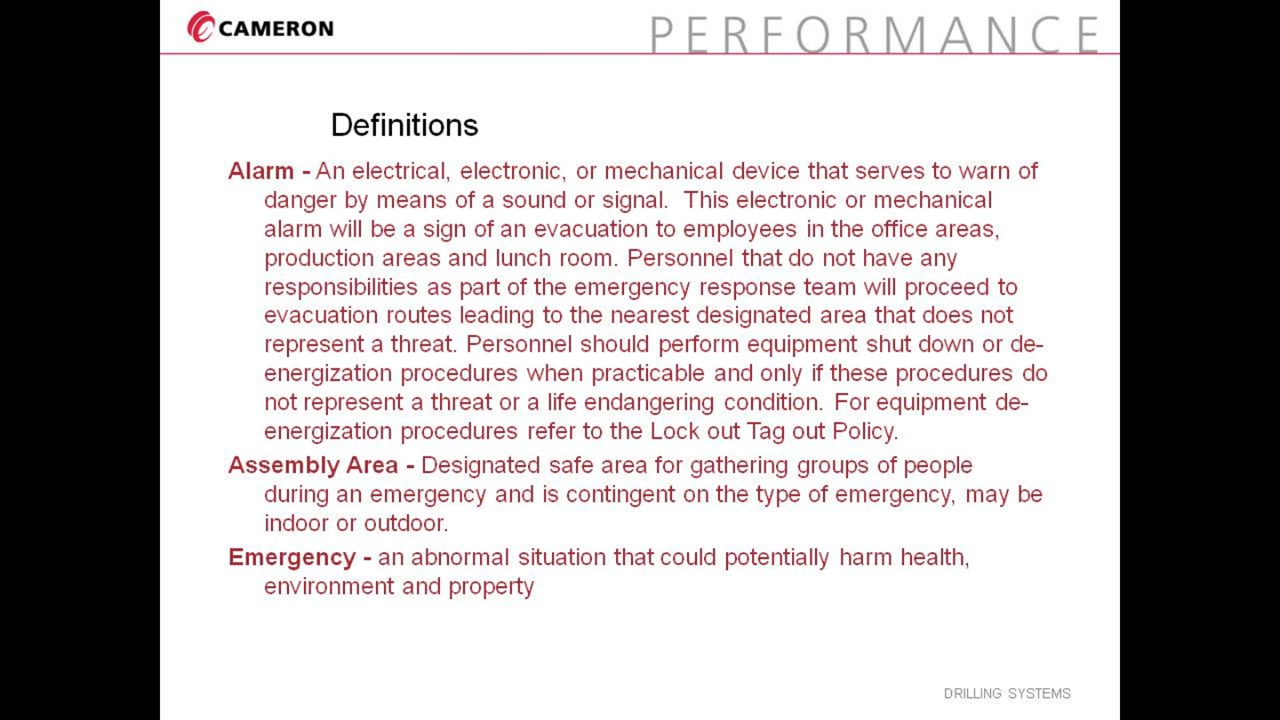 CAMERON
PERFORMANCE
Definitions
Alarm - An electrical, electronic, or mechanical device that serves to warn of
danger by means of a sound or signal.  This electronic or mechanical
alarm will be a sign of an evacuation to employees in the office areas,
production areas and lunch room. Personnel that do not have any
responsibilities as part of the emergency response team will proceed to
evacuation routes leading to the nearest designated area that does not
represent a threat. Personnel should perform equipment shut down or de-
energization procedures when practicable and only if these procedures do
not represent a threat or a life endangering condition.  For equipment de-
energization procedures refer to the Lock out Tag out Policy.
Assembly Area - Designated safe area for gathering groups of people
during an emergency and is contingent on the type of emergency, may be
indoor or outdoor.
Emergency - an abnormal situation that could potentially harm health,
environment and property
DRILLING SYSTEMS